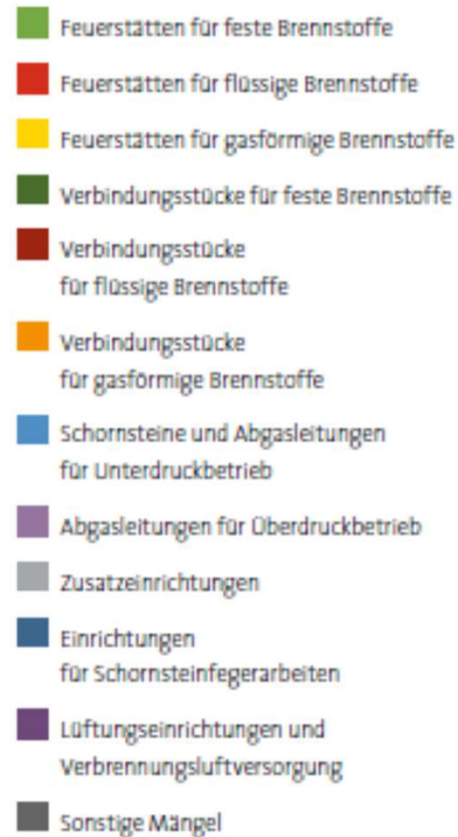 Feuerstätten für feste Brennstoffe
Feuerstätten für flüssige Brennstoffe
Feuerstätten für gasförmige Brennstoffe
Verbindungsstücke für feste Brennstoffe
Verbindungsstücke
für flüssige Brennstoffe
Verbindungsstücke
für gasförmige Brennstoffe
Schornsteine und Abgasleitungen
für Unterdruckbetrieb
Abgasleitungen für Überdruckbetrieb
Zusatzeinrichtungen
Einrichtungen
für Schornsteinfegerarbeiten
Lüftungseinrichtungen und
Verbrennungsluftversorgung
Sonstige Mängel